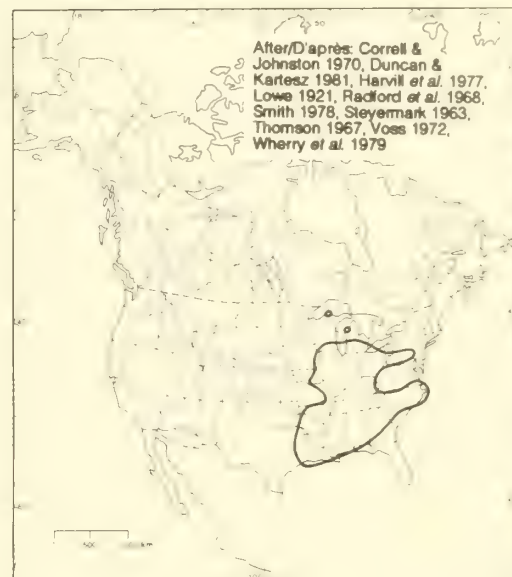 After/D'après: Correll &
Johnston 1970, Duncan &
Kartesz 1981, Harvill et al. 1977,
Lowe 1921, Radford et al. 1968,
Smith 1978, Steyermark 1963,
Thomson 1967, Voss 1972,
Wherry et al. 1979